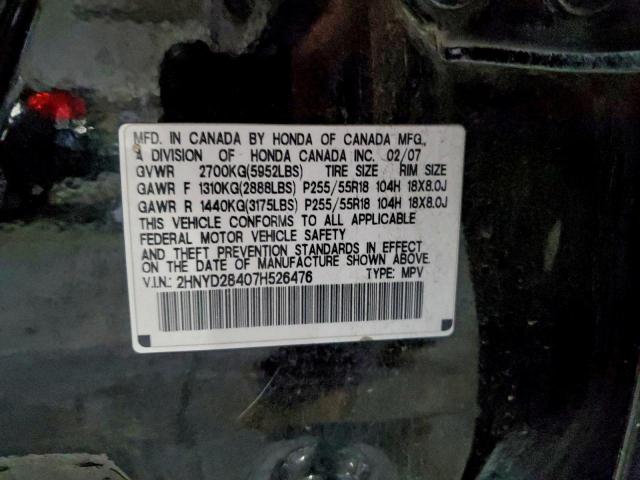 MFD. IN CANADA BY HONDA OF CANADA MFG.,
A DIVISION OF HONDA CANADA INC. 02/07
GVWR 2700KG(5952LBS) TIRE SIZE RIM SIZE
GAWR F 1310KG(2888LBS) P255/55R18 104H 18X8.0J
GAWR R 1440KG(3175LBS) P255/55R18 104H 18X8.0J
THIS VEHICLE CONFORMS TO ALL APPLICABLE
FEDERAL MOTOR VEHICLE SAFETY
AND THEFT PREVENTION STANDARDS IN EFFECT
ON THE DATE OF MANUFACTURE SHOWN ABOVE.
V.I.N.: 2HNYD28407H526476 TYPE: MPV